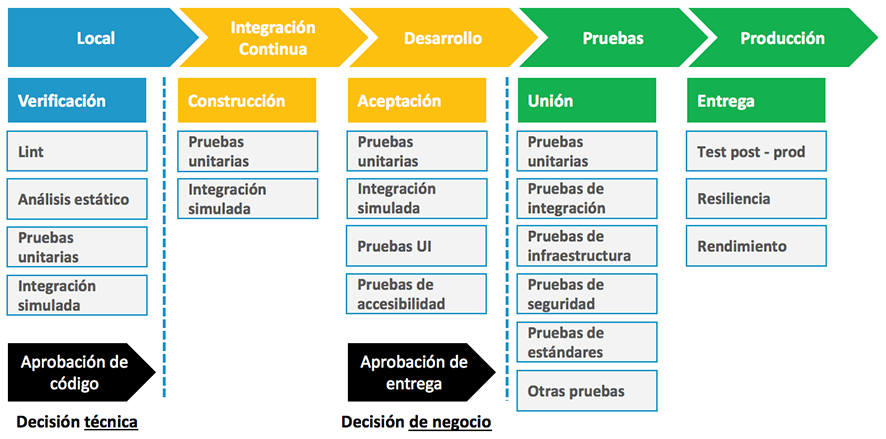 Local
Integración
Continua
Desarrollo
Pruebas
Producción
Verificación
Lint
Análisis estático
Pruebas
unitarias
Integración
simulada
Aprobación de
código
Decisión técnica
Construcción
Pruebas
unitarias
Integración
simulada
Aceptación
Pruebas
unitarias
Integración
simulada
Pruebas UI
Pruebas de
accesibilidad
Aprobación de
entrega
Decisión de negocio
Unión
Pruebas
unitarias
Pruebas de
integración
Pruebas de
infraestructura
Pruebas de
seguridad
Pruebas de
estándares
Otras pruebas
Entrega
Test post - prod
Resiliencia
Rendimiento